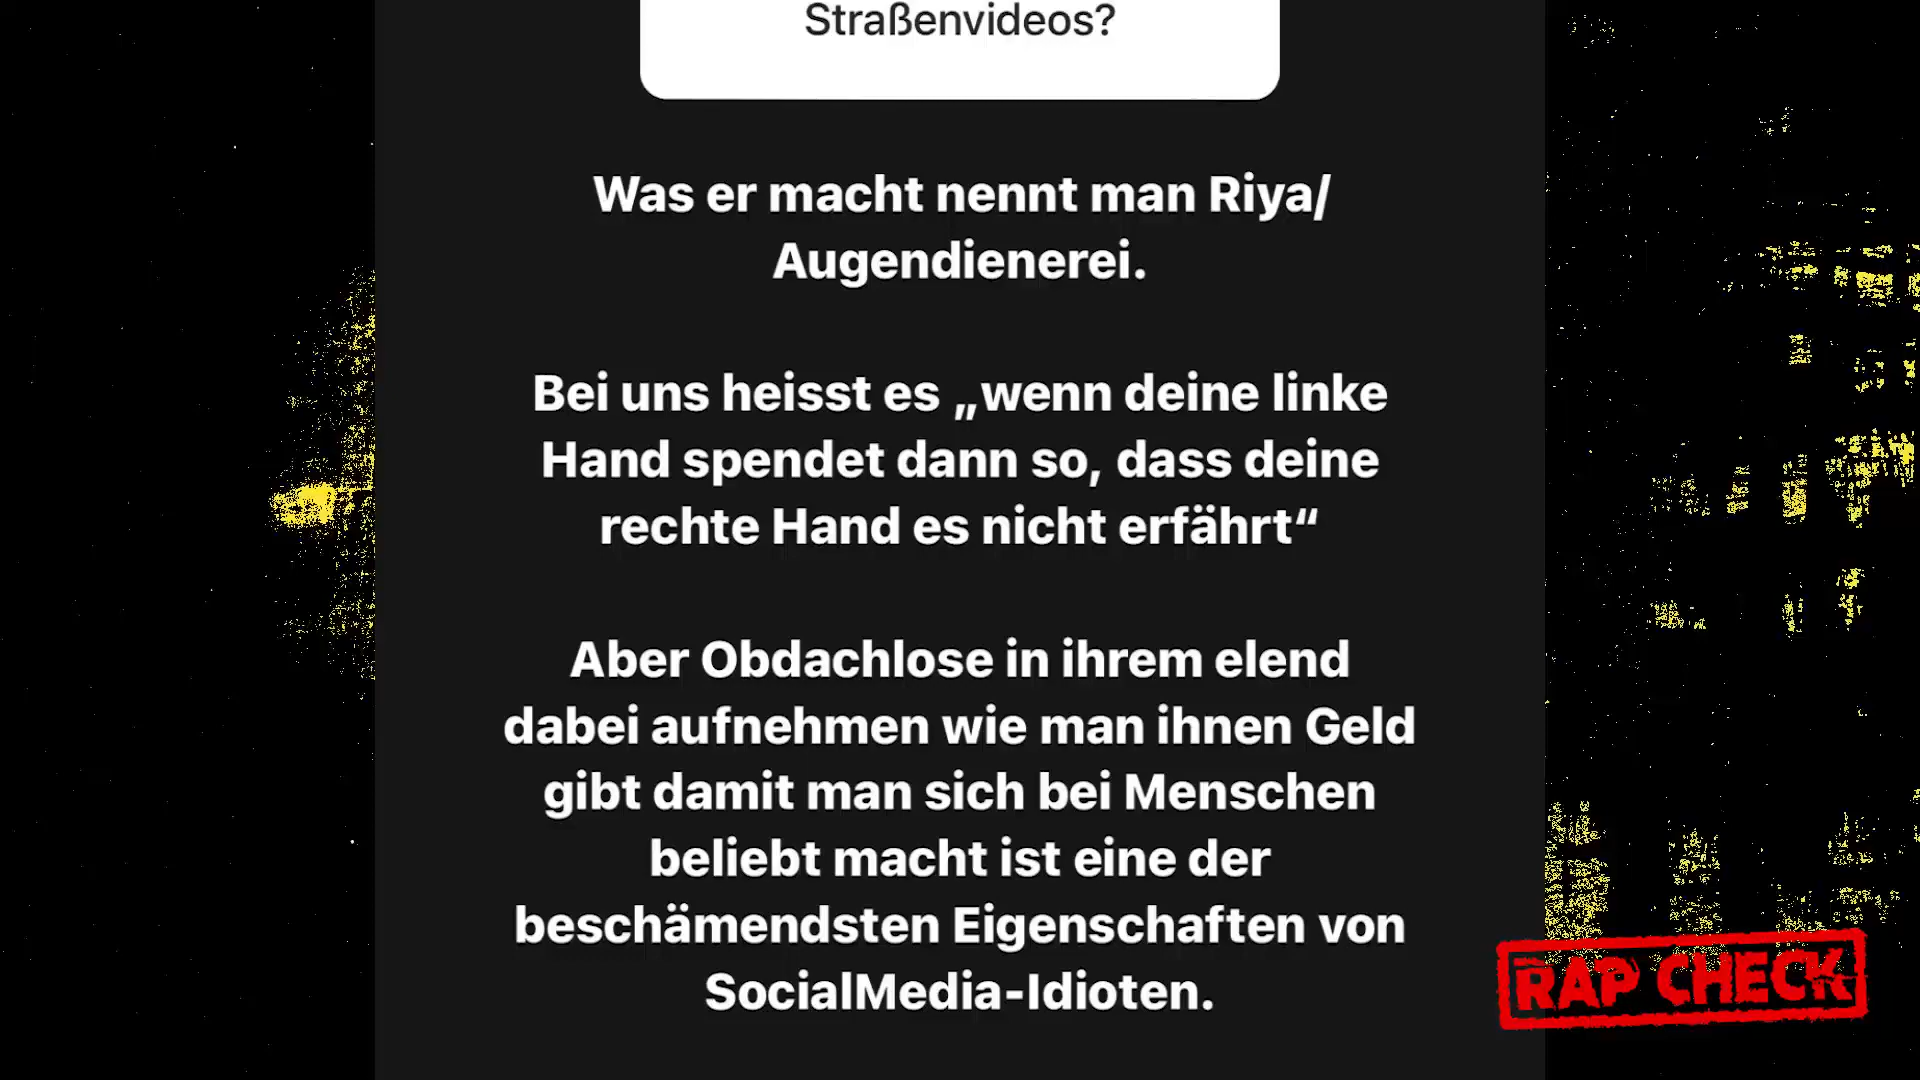 Straßenvideos?
Was er macht nennt man Riya/
Augendienerei.
Bei uns heisst es „wenn deine linke
Hand spendet dann so, dass deine
rechte Hand es nicht erfährt“
Aber Obdachlose in ihrem elend
dabei aufnehmen wie man ihnen Geld
gibt damit man sich bei Menschen
beliebt macht ist eine der
beschämendsten Eigenschaften von
SocialMedia-Idioten.
RAP CHECK